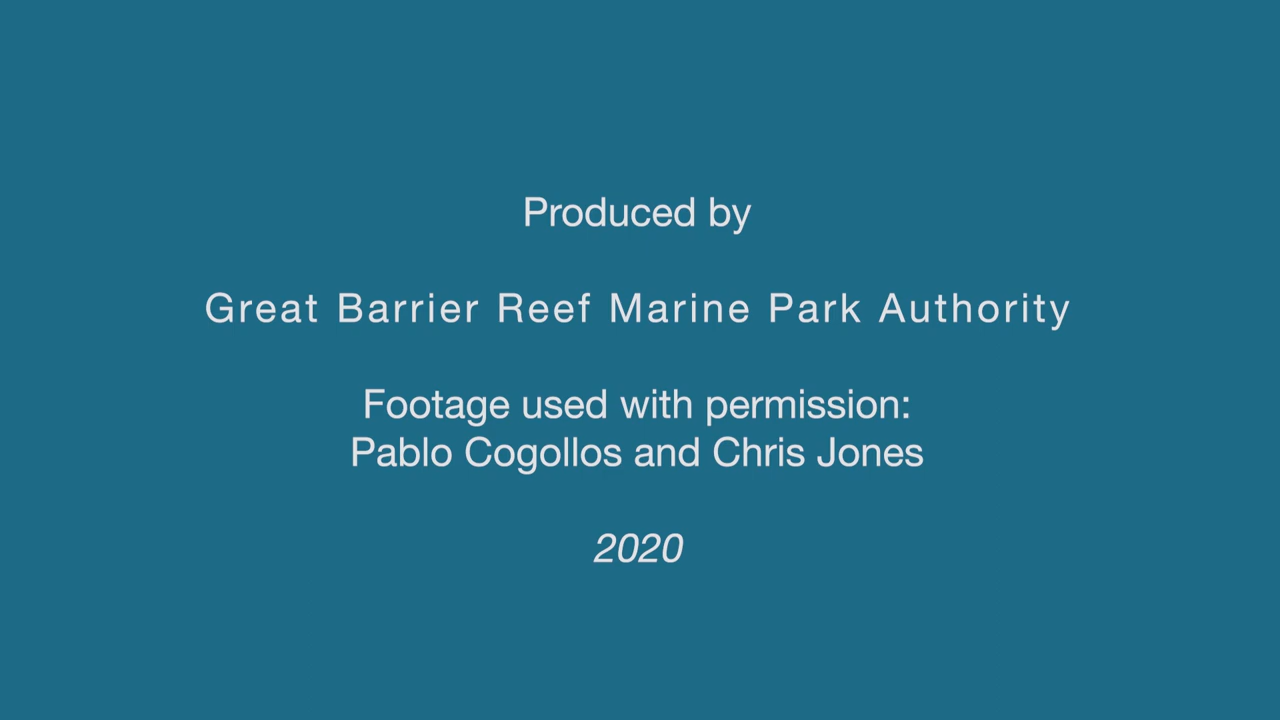 Produced by
Great Barrier Reef Marine Park Authority
Footage used with permission:
Pablo Cogollos and Chris Jones
2020